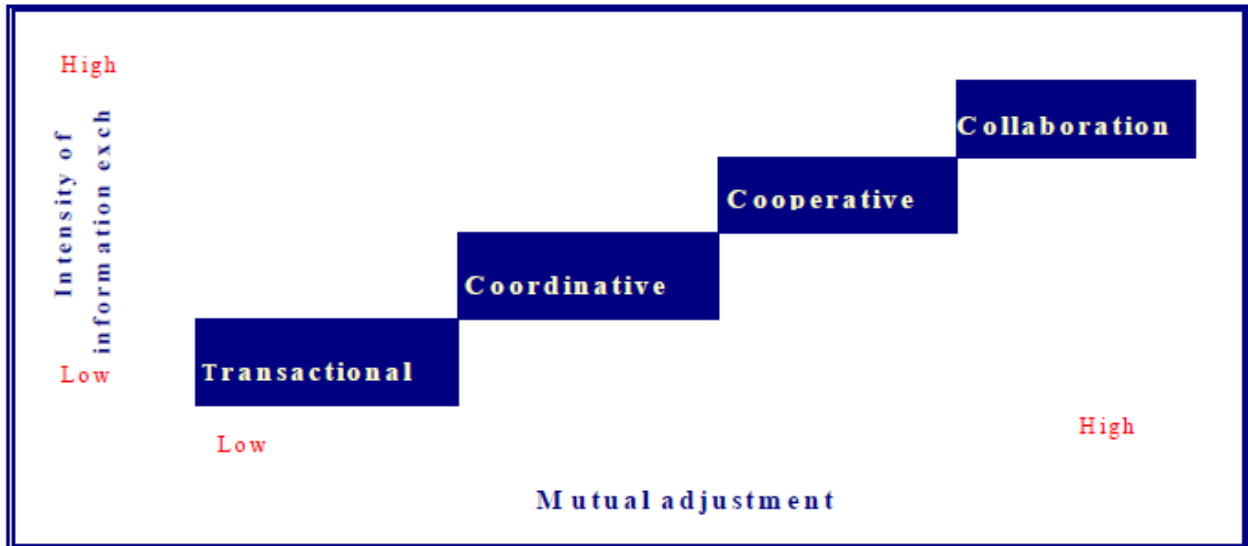 High
Intensity of
information exch
Low
Collaboration
Cooperative
Coordinative
Transactional
Low
High
Mutual adjustment